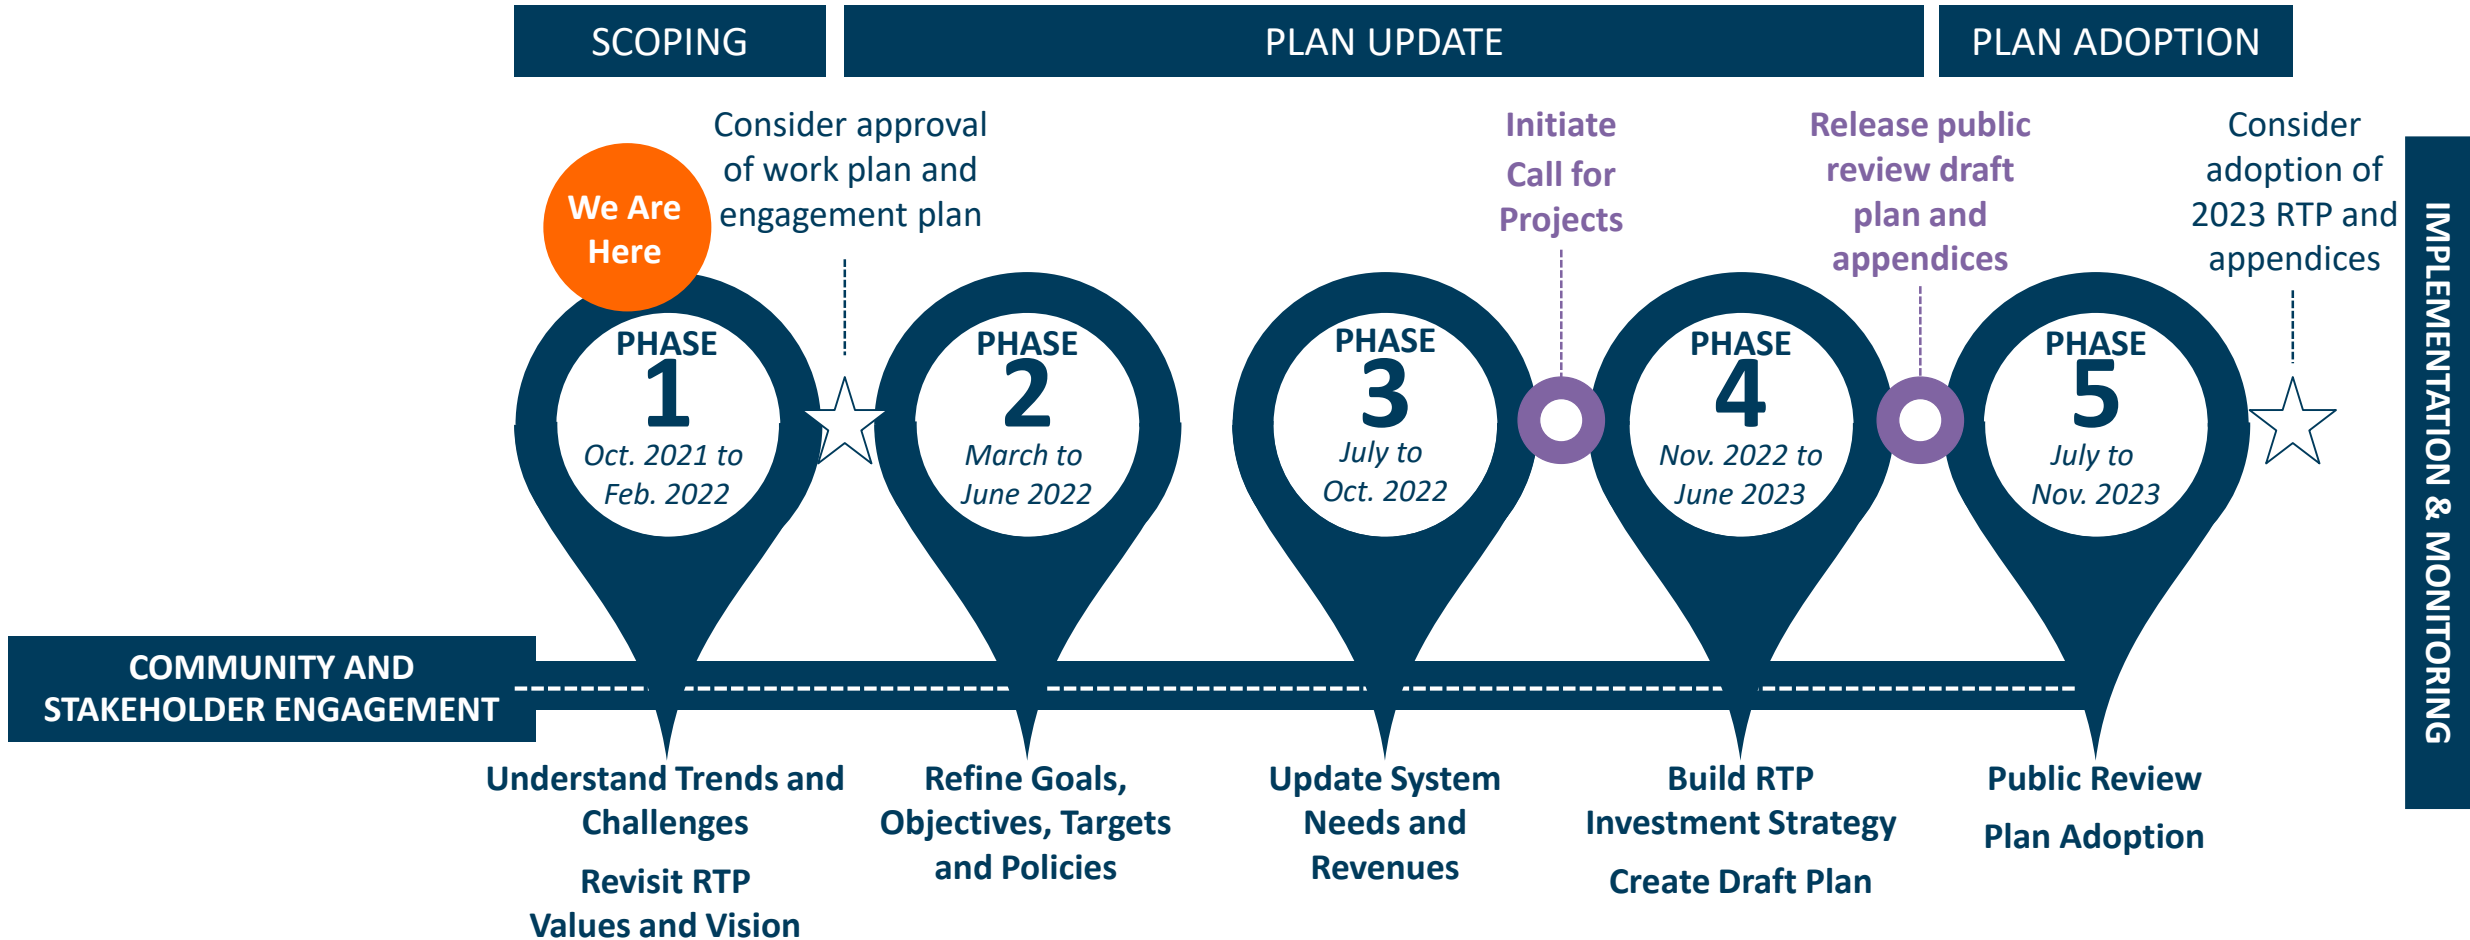 SCOPING
PLAN UPDATE
PLAN ADOPTION
We Are
Here
Consider approval
of work plan and
engagement plan
Initiate
Call for
Projects
Release public
review draft
plan and
appendices
Consider
adoption of
2023 RTP and
appendices
PHASE
1
Oct. 2021 to
Feb. 2022
PHASE
2
March to
June 2022
PHASE
3
July to
Oct. 2022
PHASE
4
Nov. 2022 to
June 2023
PHASE
5
July to
Nov. 2023
IMPLEMENTATION & MONITORING
COMMUNITY AND
STAKEHOLDER ENGAGEMENT
Understand Trends and
Challenges
Revisit RTP
Values and Vision
Refine Goals,
Objectives, Targets
and Policies
Update System
Needs and
Revenues
Build RTP
Investment Strategy
Create Draft Plan
Public Review
Plan Adoption